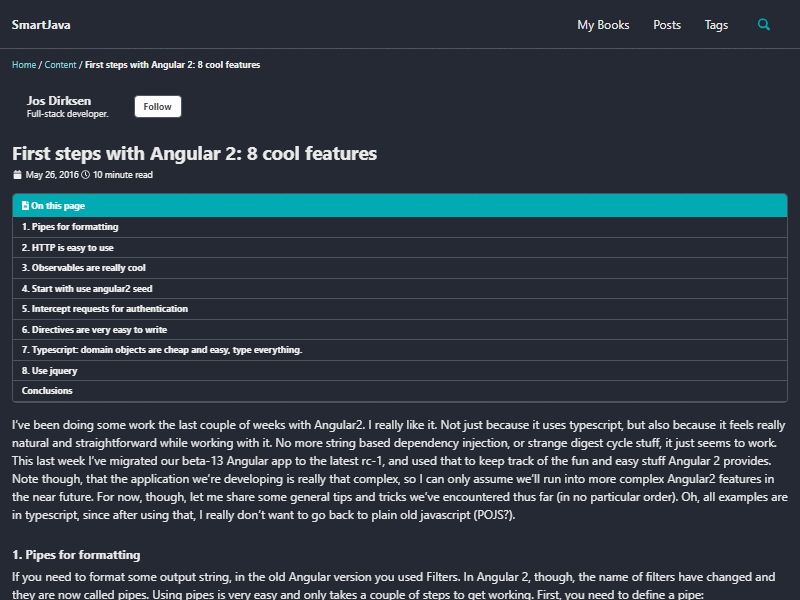 SmartJava
My Books
Posts
Tags
Home / Content / First steps with Angular 2: 8 cool features
Jos Dirksen
Full-stack developer.
Follow
First steps with Angular 2: 8 cool features
May 26, 2016 10 minute read
On this page
1. Pipes for formatting
2. HTTP is easy to use
3. Observables are really cool
4. Start with use angular2 seed
5. Intercept requests for authentication
6. Directives are very easy to write
7. Typescript: domain objects are cheap and easy, type everything.
8. Use jquery
Conclusions
I've been doing some work the last couple of weeks with Angular2. I really like it. Not just because it uses typescript, but also because it feels really
natural and straightforward while working with it. No more string based dependency injection, or strange digest cycle stuff, it just seems to work.
This last week I've migrated our beta-13 Angular app to the latest rc-1, and used that to keep track of the fun and easy stuff Angular 2 provides.
Note though, that the application we're developing is really that complex, so I can only assume we'll run into more complex Angular2 features in
the near future. For now, though, let me share some general tips and tricks we've encountered thus far (in no particular order). Oh, all examples are
in typescript, since after using that, I really don't want to go back to plain old javascript (POJS?).
1. Pipes for formatting
If you need to format some output string, in the old Angular version you used Filters. In Angular 2, though, the name of filters have changed and
they are now called pipes. Using pipes is very easy and only takes a couple of steps to get working. First, you need to define a pipe: